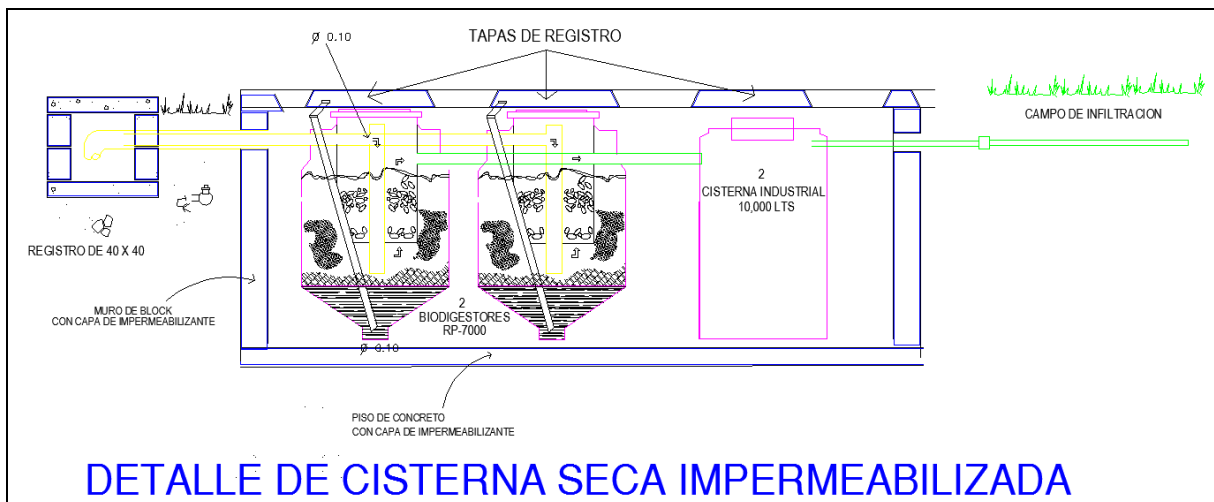 Ø 0.10
TAPAS DE REGISTRO
CAMPO DE INFILTRACION
2
CISTERNA INDUSTRIAL
10,000 LTS
REGISTRO DE 40 X 40
MURO DE BLOCK
CON CAPA DE IMPERMEABILIZANTE
2
BIODIGESTORES
RP-7000
Ø 0.10
PISO DE CONCRETO
CON CAPA DE IMPERMEABILIZANTE
DETALLE DE CISTERNA SECA IMPERMEABILIZADA